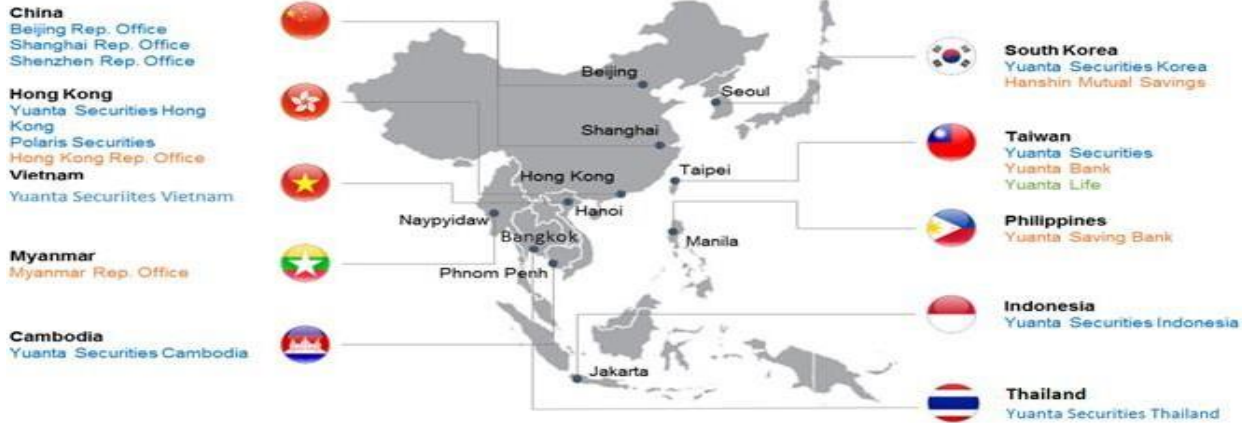 China
Beijing Rep. Office
Shanghai Rep. Office
Shenzhen Rep. Office
Hong Kong
Yuanta Securities Hong
Kong
Polaris Securities
Hong Kong Rep. Office
Vietnam
Yuanta Securiites Vietnam
Myanmar
Myanmar Rep. Office
Cambodia
Yuanta Securities Cambodia
Beijing
Seoul
Shanghai
Taipei
Hong Kong
Hanoi
Naypyidaw
Bangkok
Manila
Phnom Penh
Jakarta
South Korea
Yuanta Securities Korea
Hanshin Mutual Savings
Taiwan
Yuanta Securities
Yuanta Bank
Yuanta Life
Philippines
Yuanta Saving Bank
Indonesia
Yuanta Securities Indonesia
Thailand
Yuanta Securities Thailand